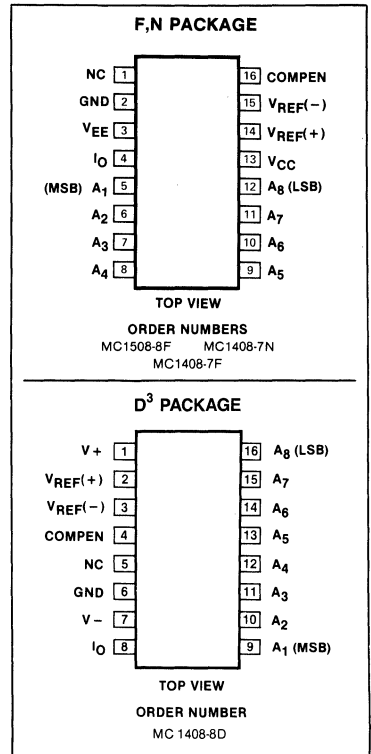 F,N PACKAGE
NC 1 16 COMPEN
GND 2 15 VREF(−)
VEE 3 14 VREF(+)
IO 4 13 VCC
(MSB) A1 5 12 A8 (LSB)
A2 6 11 A7
A3 7 10 A6
A4 8 9 A5
TOP VIEW
ORDER NUMBERS
MC1508-8F MC1408-7N
MC1408-7F
D³ PACKAGE
V+ 1 16 A8 (LSB)
VREF(+) 2 15 A7
VREF(−) 3 14 A6
COMPEN 4 13 A5
NC 5 12 A4
GND 6 11 A3
V− 7 10 A2
IO 8 9 A1 (MSB)
TOP VIEW
ORDER NUMBER
MC 1408-8D